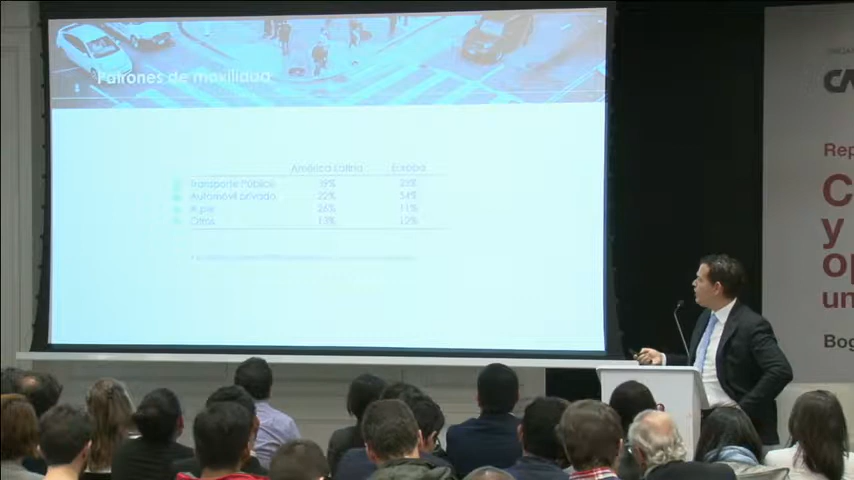 Patrones de movilidad
América Latina Europa
Transporte Público 39%
Automóvil privado 22% 54%
A pie 26% 11%
Otros 13% 12%
Rep
C
y
op
un
Bog